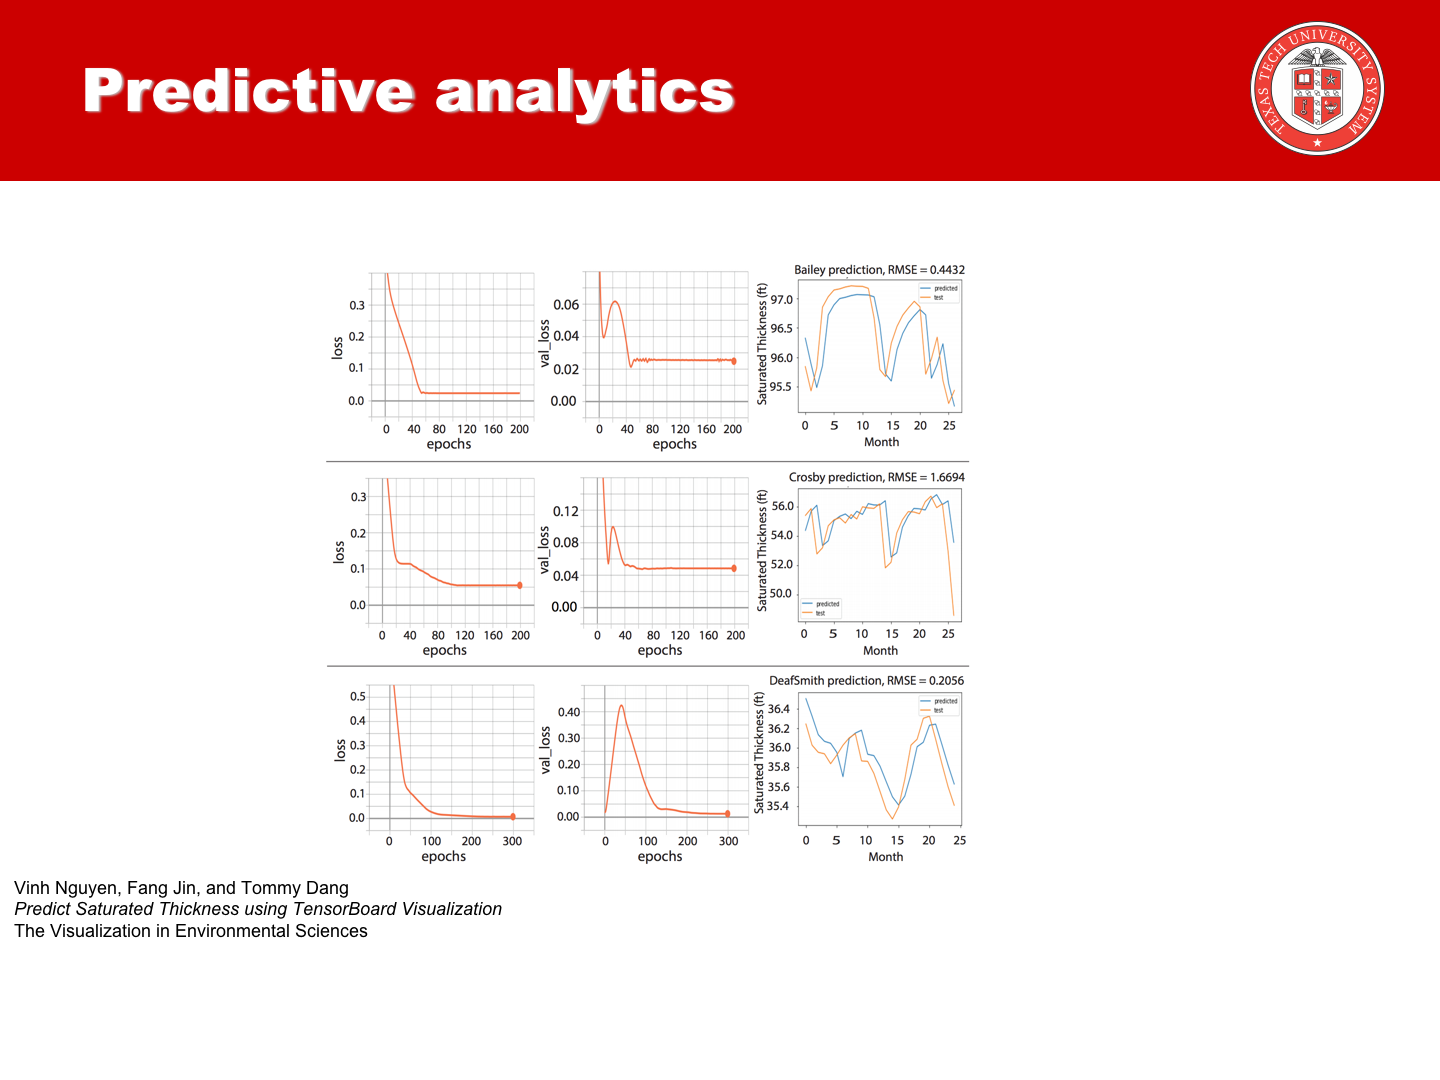 Predictive analytics
TEXAS TECH UNIVERSITY SYSTEM
loss
0.3
0.2
0.1
0.0
0 40 80 120 160 200
epochs
val_loss
0.06
0.04
0.02
0.00
0 40 80 120 160 200
epochs
Bailey prediction, RMSE = 0.4432
Saturated Thickness (ft)
97.0
96.5
96.0
95.5
predicted
test
0 5 10 15 20 25
Month
loss
0.3
0.2
0.1
0.0
0 40 80 120 160 200
epochs
val_loss
0.12
0.08
0.04
0.00
0 40 80 120 160 200
epochs
Crosby prediction, RMSE = 1.6694
Saturated Thickness (ft)
56.0
54.0
52.0
50.0
predicted
test
0 5 10 15 20 25
Month
loss
0.5
0.4
0.3
0.2
0.1
0.0
0 100 200 300
epochs
val_loss
0.40
0.30
0.20
0.10
0.00
0 100 200 300
epochs
DeafSmith prediction, RMSE = 0.2056
Saturated Thickness (ft)
36.4
36.2
36.0
35.8
35.6
35.4
predicted
test
0 5 10 15 20 25
Month
Vinh Nguyen, Fang Jin, and Tommy Dang
Predict Saturated Thickness using TensorBoard Visualization
The Visualization in Environmental Sciences